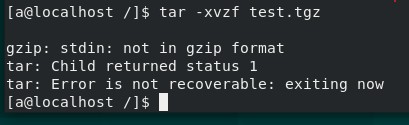 [a@localhost /]$ tar -xvzf test.tgz
gzip: stdin: not in gzip format
tar: Child returned status 1
tar: Error is not recoverable: exiting now
[a@localhost /]$